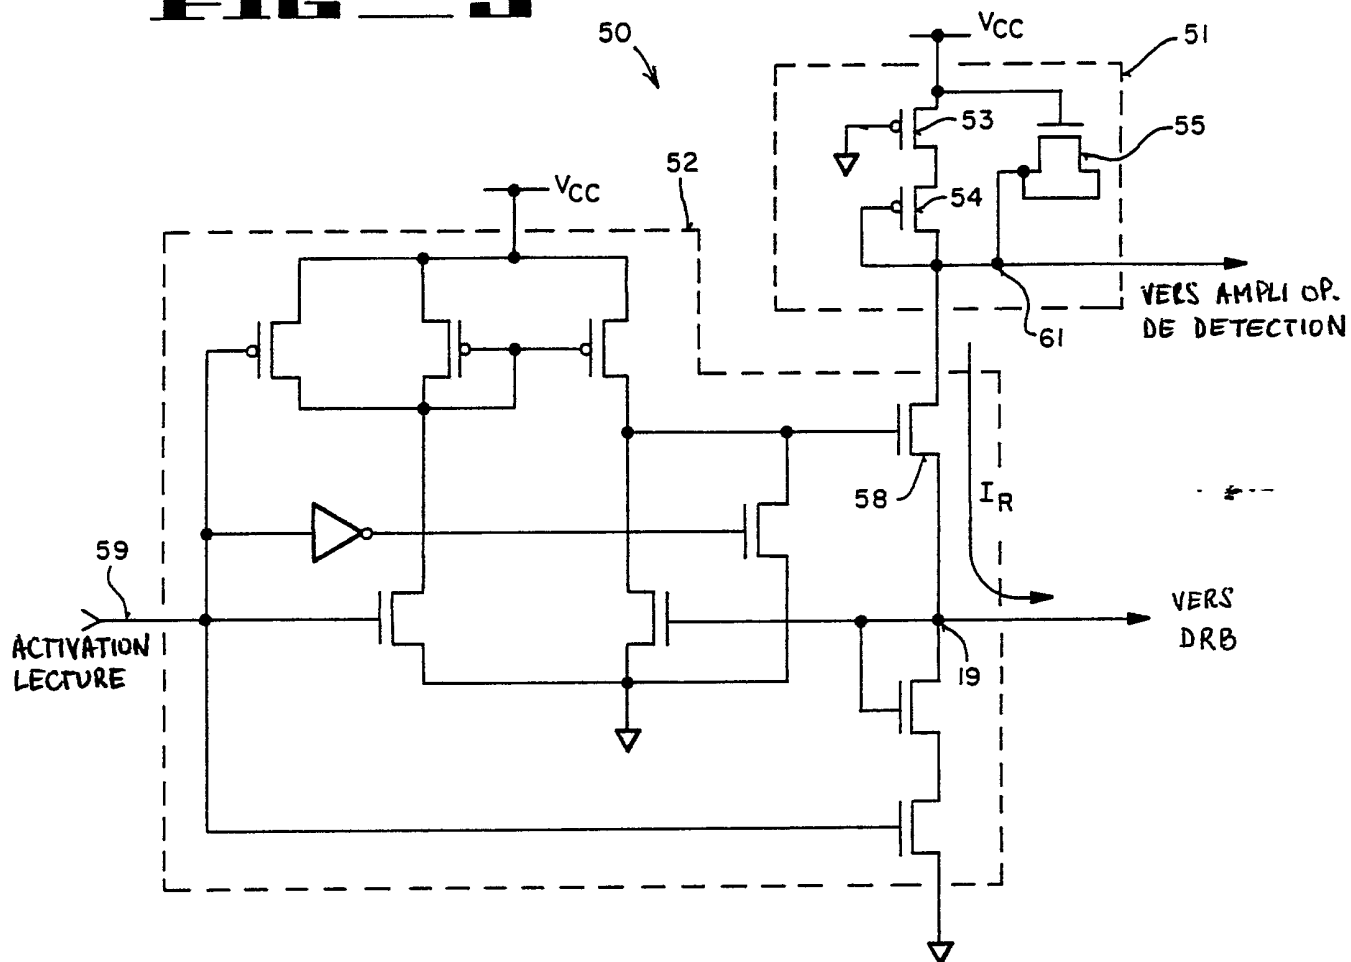 50
VCC
51
53
55
52
54
VCC
VERS AMPLI OP.
DE DETECTION
61
58
IR
59
VERS
DRB
ACTIVATION
LECTURE
19